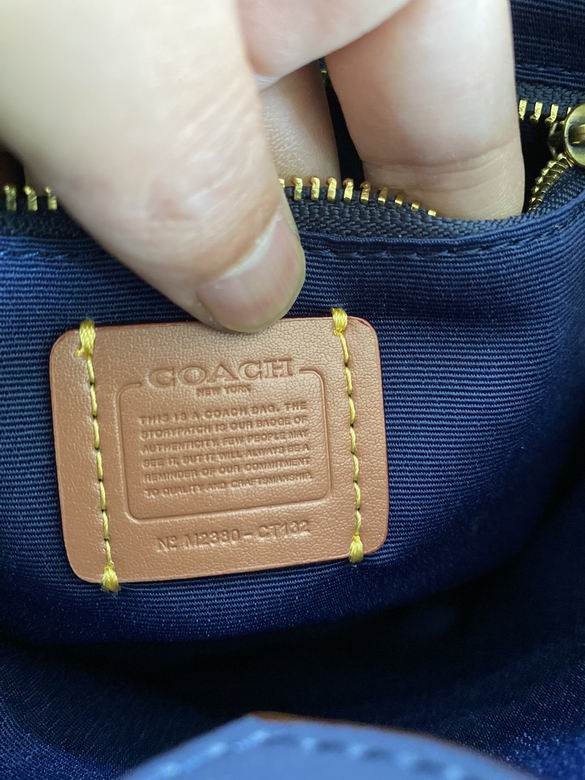 COACH
NEW YORK
THIS IS A COACH BAG. THE
STORYPATCH IS OUR BADGE OF
AUTHENTICITY. FEW PEOPLE MAY
SEE IT, BUT IT WILL ALWAYS BE A
REMINDER OF OUR COMMITMENT
TO QUALITY AND CRAFTSMANSHIP.
Nº M2380-CT132